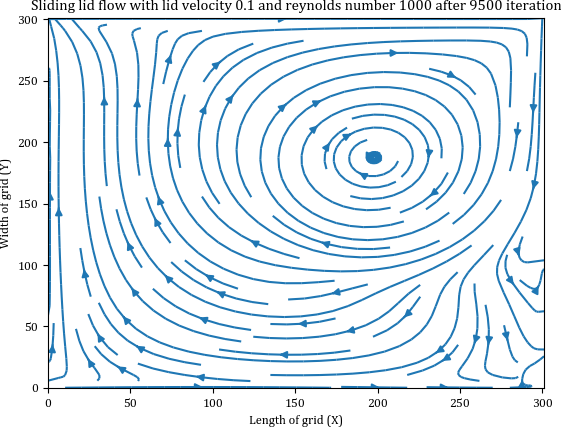 Sliding lid flow with lid velocity 0.1 and reynolds number 1000 after 9500 iteration
300
250
200
150
100
50
0
Width of grid (Y)
0 50 100 150 200 250 300
Length of grid (X)